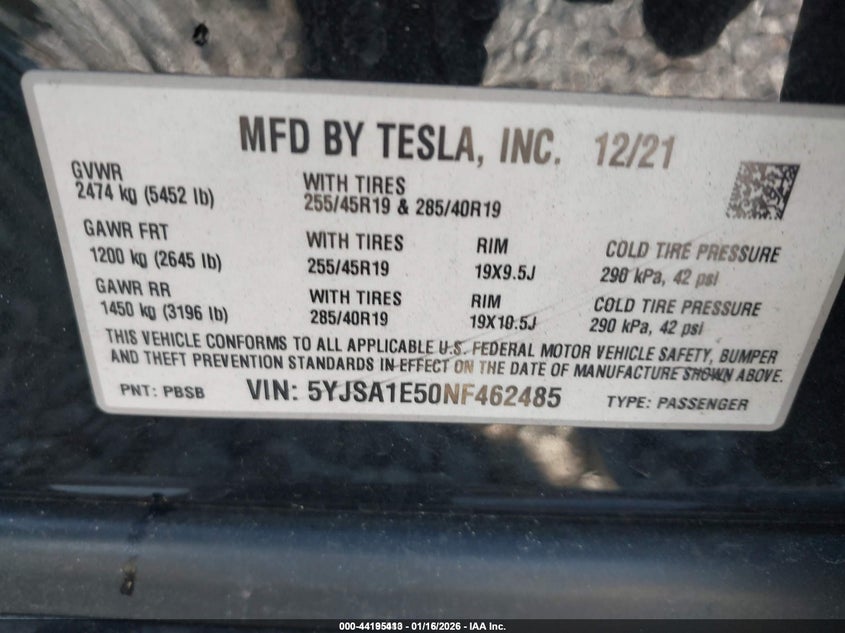 MFD BY TESLA, INC. 12/21
GVWR
2474 kg (5452 lb)
WITH TIRES
255/45R19 & 285/40R19
GAWR FRT
1200 kg (2645 lb)
WITH TIRES
255/45R19
RIM
19X9.5J
COLD TIRE PRESSURE
290 kPa, 42 psi
GAWR RR
1450 kg (3196 lb)
WITH TIRES
285/40R19
RIM
19X10.5J
COLD TIRE PRESSURE
290 kPa, 42 psi
THIS VEHICLE CONFORMS TO ALL APPLICABLE U.S. FEDERAL MOTOR VEHICLE SAFETY, BUMPER
AND THEFT PREVENTION STANDARDS IN EFFECT ON THE DATE OF MANUFACTURE SHOWN ABOVE.
PNT: PBSB VIN: 5YJSA1E50NF462485 TYPE: PASSENGER
01/16/2026 - IAA Inc.